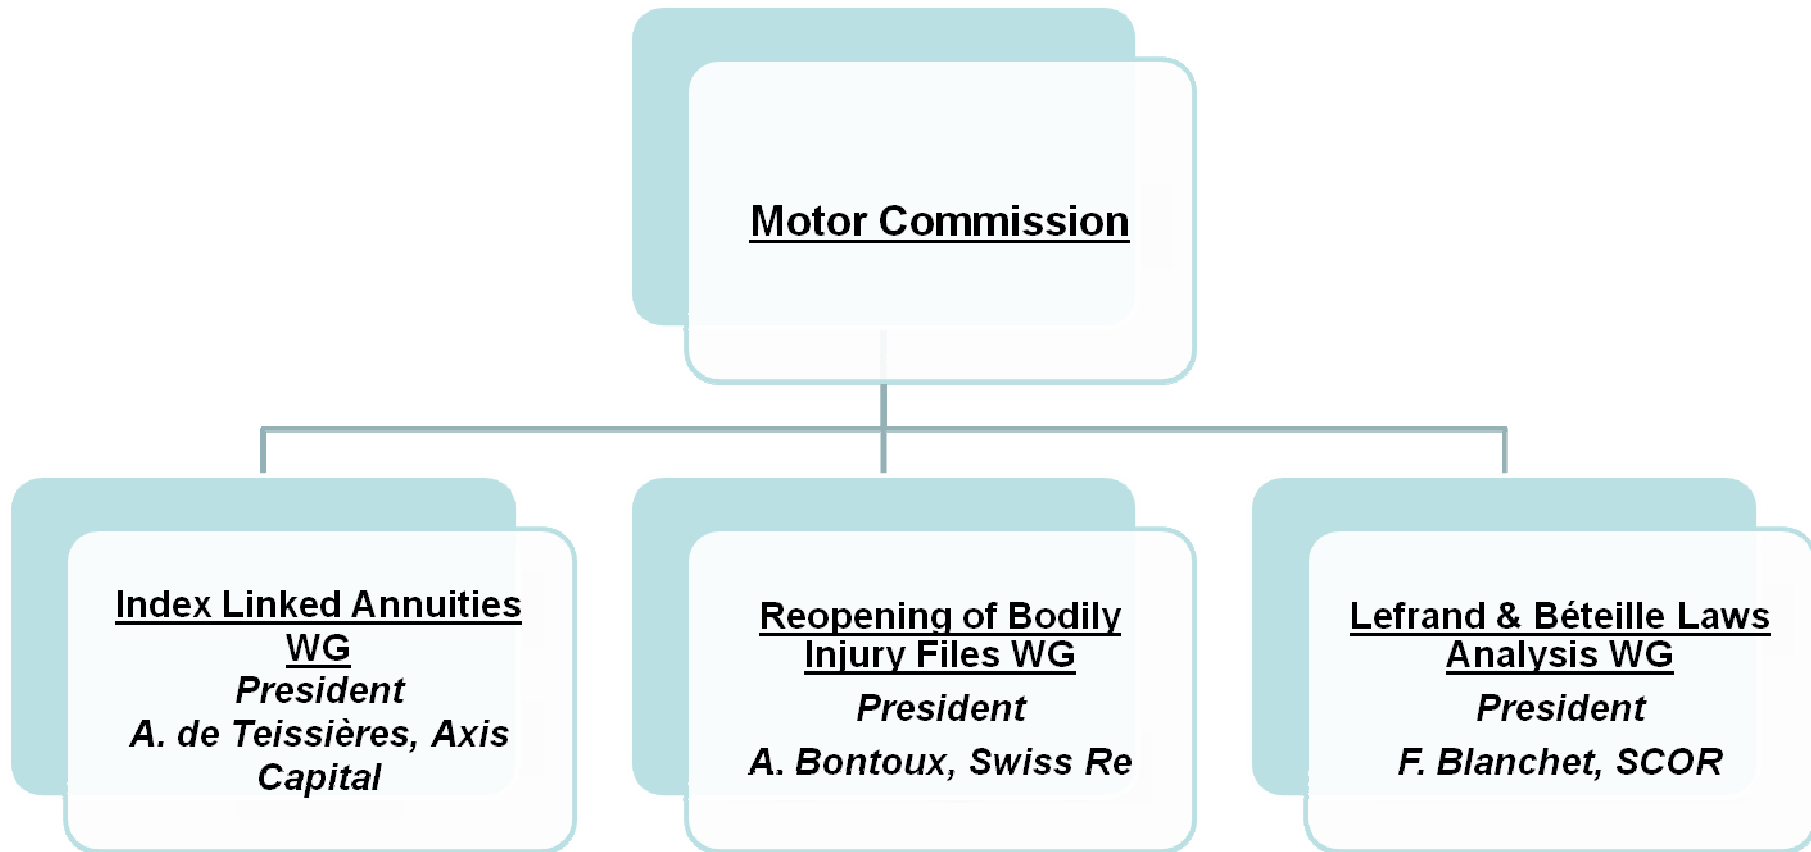 Motor Commission
Index Linked Annuities
WG
President
A. de Teissières, Axis
Capital
Reopening of Bodily
Injury Files WG
President
A. Bontoux, Swiss Re
Lefrand & Béteille Laws
Analysis WG
President
F. Blanchet, SCOR